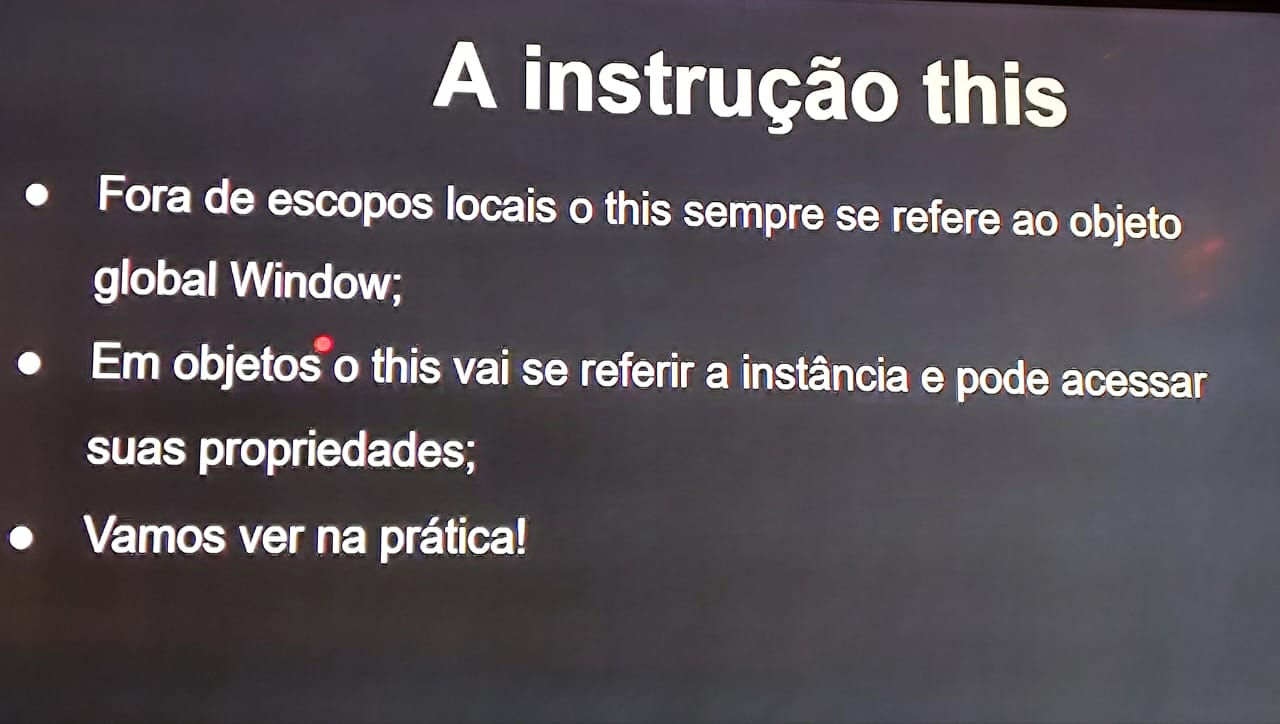 A instrução this
● Fora de escopos locais o this sempre se refere ao objeto
global Window;
● Em objetos o this vai se referir a instância e pode acessar
suas propriedades;
● Vamos ver na prática!